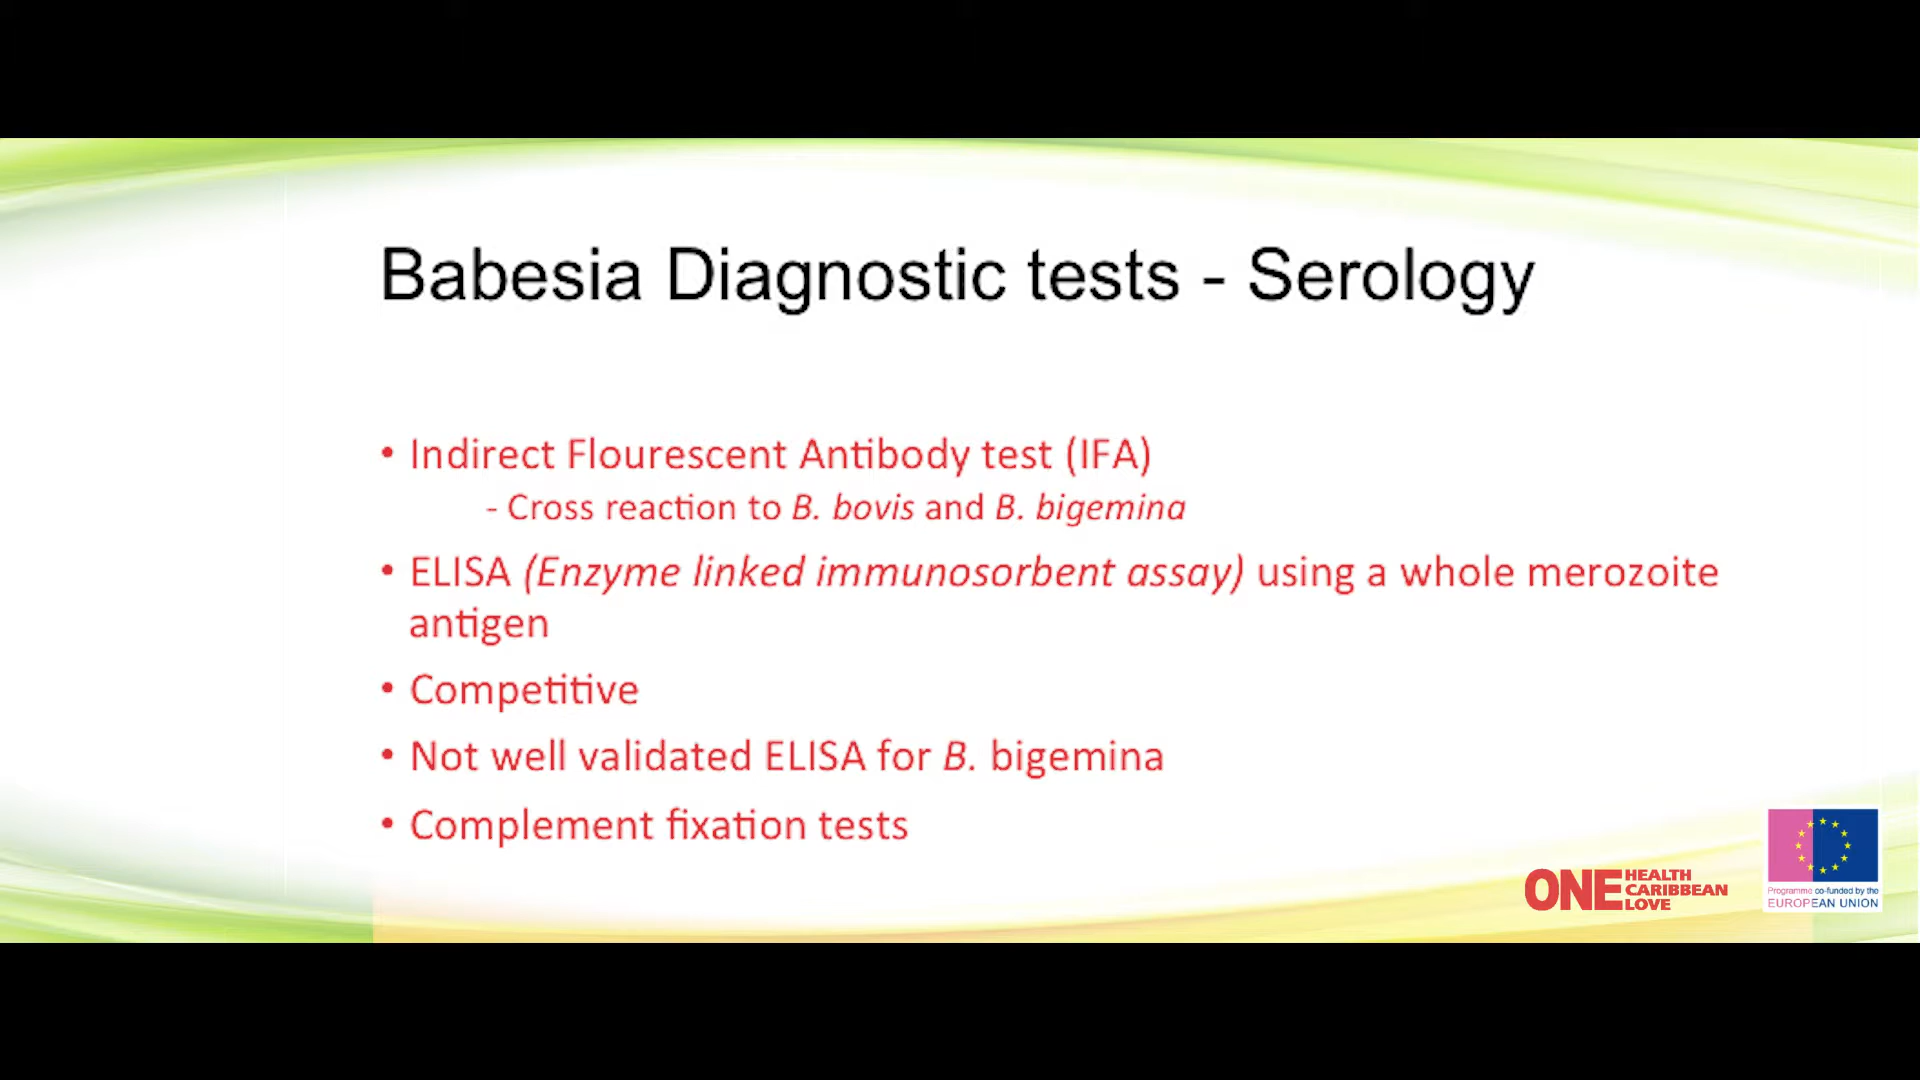 Babesia Diagnostic tests - Serology
• Indirect Flourescent Antibody test (IFA)
- Cross reaction to B. bovis and B. bigemina
• ELISA (Enzyme linked immunosorbent assay) using a whole merozoite
antigen
• Competitive
• Not well validated ELISA for B. bigemina
• Complement fixation tests
ONE HEALTH
CARIBBEAN
LOVE
Programme co-funded by the
EUROPEAN UNION